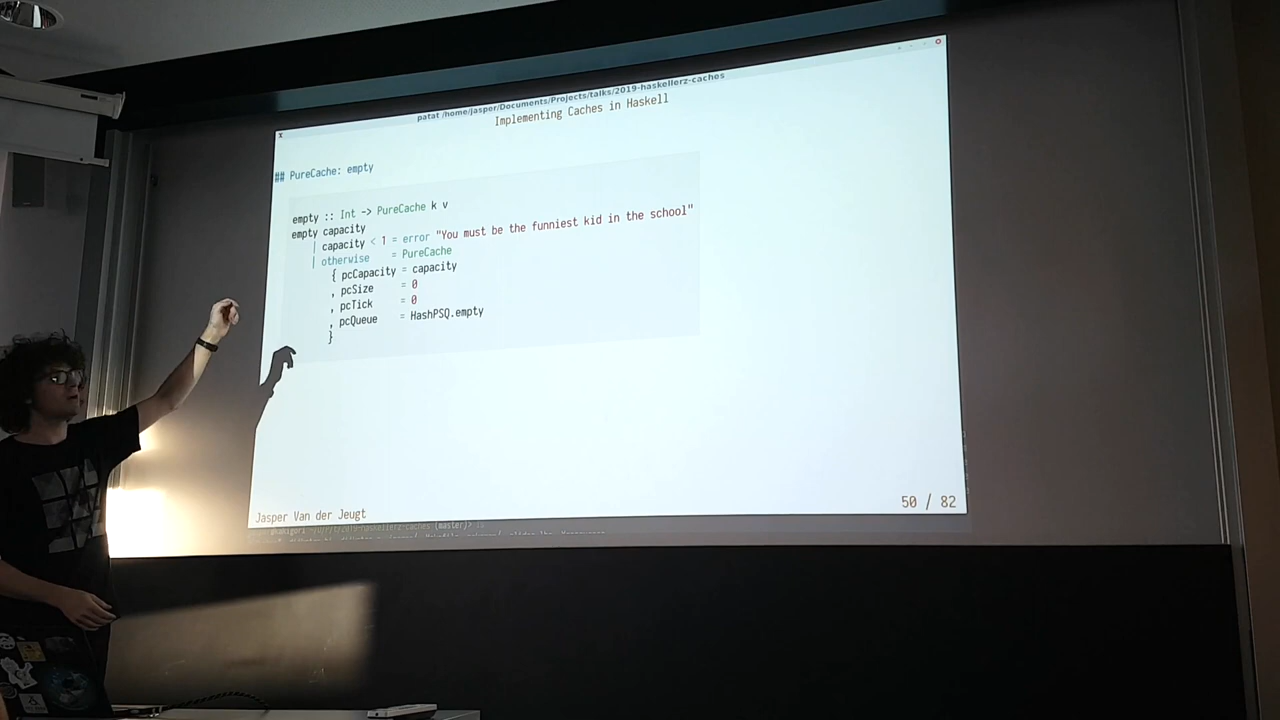 patat /home/jasper/Documents/Projects/talks/2019-haskellerz-caches
Implementing Caches in Haskell
## PureCache: empty
empty :: Int -> PureCache k v
empty capacity
| capacity < 1 = error "You must be the funniest kid in the school"
| otherwise = PureCache
{ pcCapacity = capacity
, pcSize = 0
, pcTick = 0
, pcQueue = HashPSQ.empty
}
Jasper Van der Jeugt
50 / 82